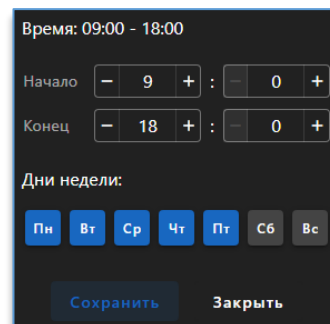 Время: 09:00 - 18:00
Начало − 9 + : − 0 +
Конец − 18 + : − 0 +
Дни недели:
Пн Вт Ср Чт Пт Сб Вс
Сохранить Закрыть